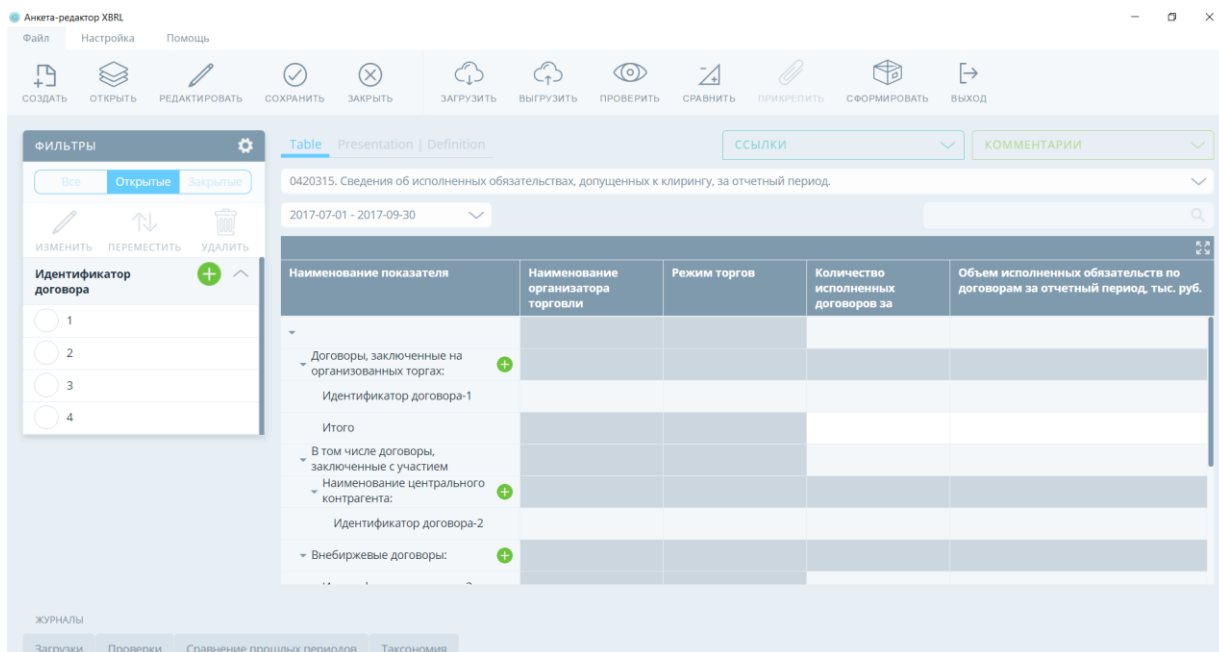 Анкета-редактор XBRL
Файл Настройка Помощь
СОЗДАТЬ ОТКРЫТЬ РЕДАКТИРОВАТЬ СОХРАНИТЬ ЗАКРЫТЬ ЗАГРУЗИТЬ ВЫГРУЗИТЬ ПРОВЕРИТЬ СРАВНИТЬ ПРИКРЕПИТЬ СФОРМИРОВАТЬ ВЫХОД
ФИЛЬТРЫ
Все Открытые Закрытые
ИЗМЕНИТЬ ПЕРЕМЕСТИТЬ УДАЛИТЬ
Идентификатор
договора
1
2
3
4
Table Presentation | Definition
ССЫЛКИ
КОММЕНТАРИИ
0420315. Сведения об исполненных обязательствах, допущенных к клирингу, за отчетный период.
2017-07-01 - 2017-09-30
Наименование показателя
Наименование
организатора
торговли
Режим торгов
Количество
исполненных
договоров за
Объем исполненных обязательств по
договорам за отчетный период, тыс. руб.
Договоры, заключенные на
организованных торгах:
Идентификатор договора-1
Итого
В том числе договоры,
заключенные с участием
Наименование центрального
контрагента:
Идентификатор договора-2
Внебиржевые договоры:
ЖУРНАЛЫ
Загрузки Проверки Сравнение прошлых периодов Таксономия